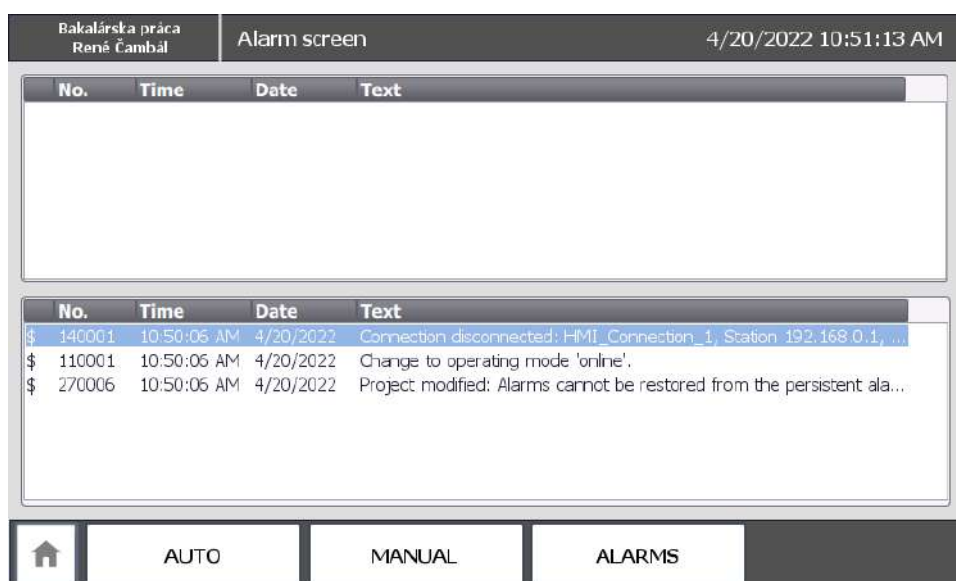 Bakalárska práca
René Čambál
Alarm screen
4/20/2022 10:51:13 AM
No. Time Date Text
No. Time Date Text
$ 140001 10:50:06 AM 4/20/2022 Connection disconnected: HMI_Connection_1, Station 192.168.0.1, ...
$ 110001 10:50:06 AM 4/20/2022 Change to operating mode 'online'.
$ 270006 10:50:06 AM 4/20/2022 Project modified: Alarms cannot be restored from the persistent ala...
AUTO
MANUAL
ALARMS